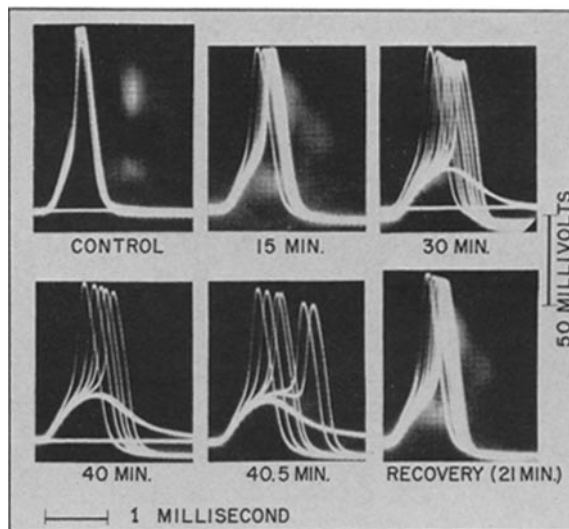 CONTROL
15 MIN.
30 MIN.
50 MILLIVOLTS
40 MIN.
40.5 MIN.
RECOVERY (21 MIN.)
1 MILLISECOND